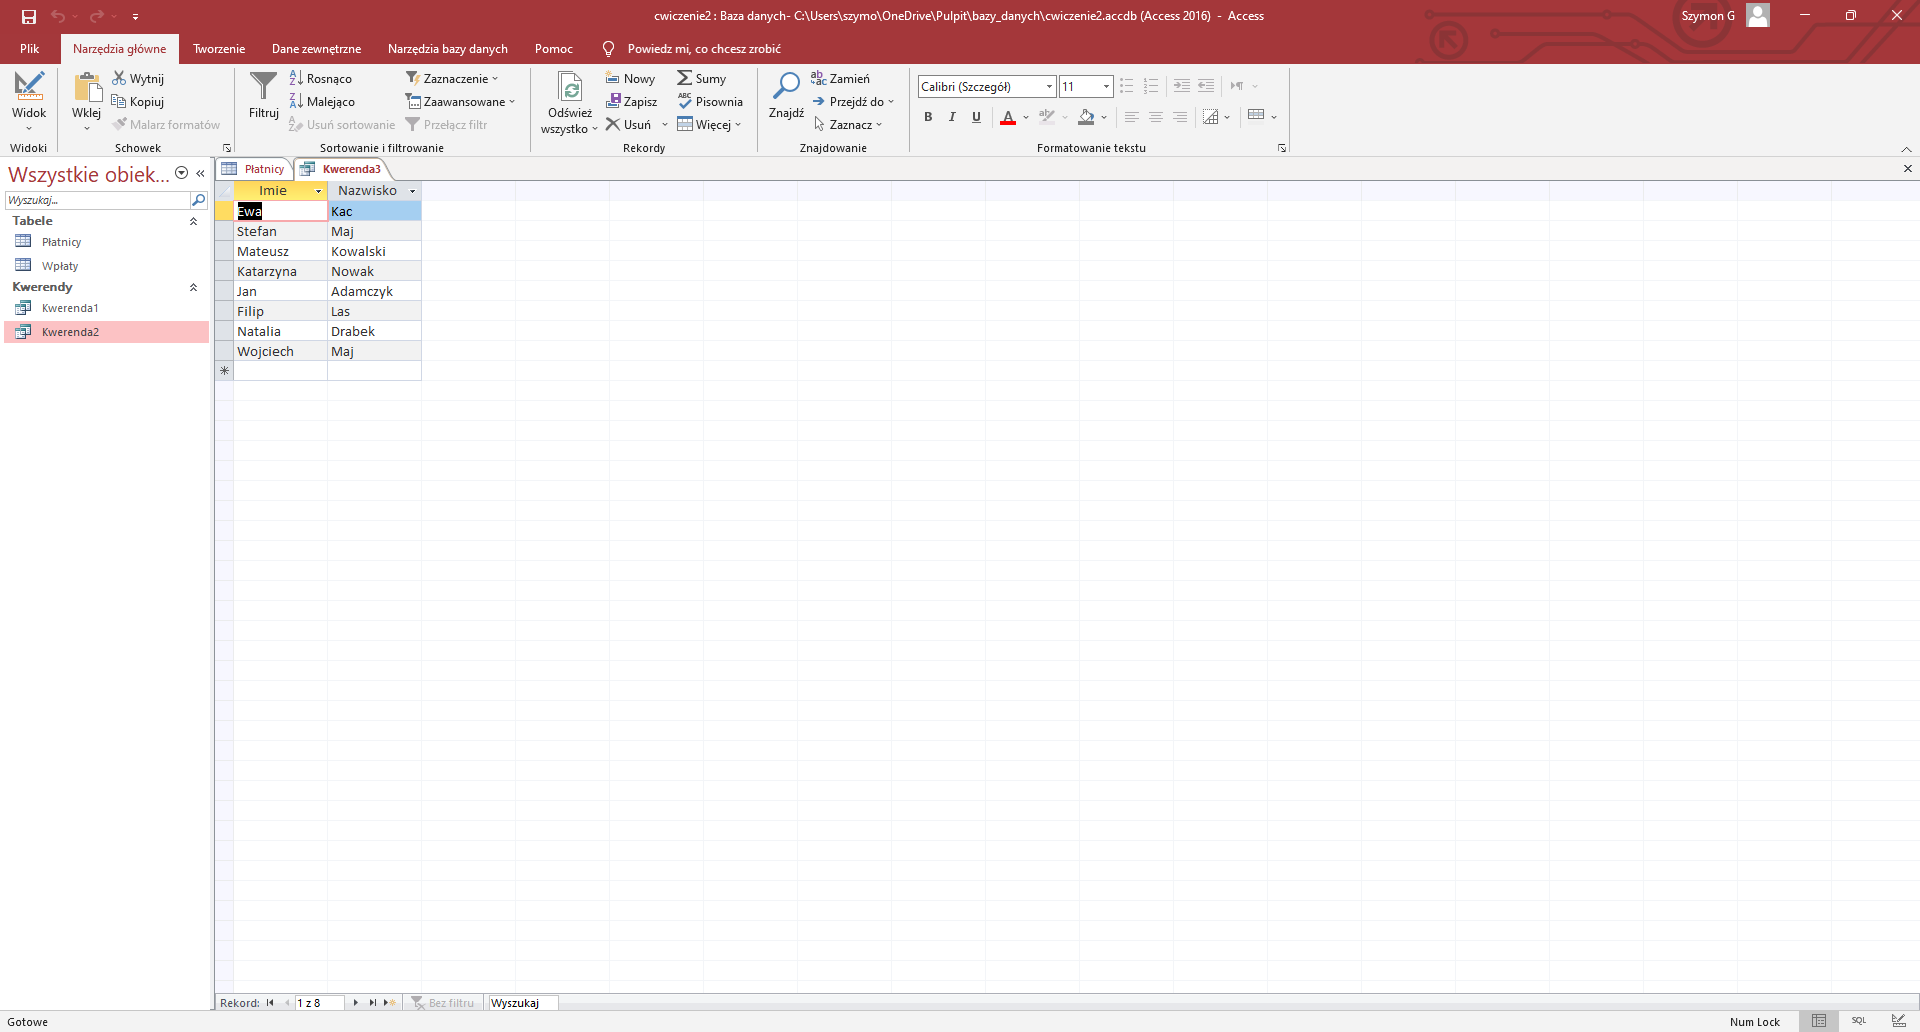 cwiczenie2 : Baza danych- C:\Users\szymo\OneDrive\Pulpit\bazy_danych\cwiczenie2.accdb (Access 2016) - Access
Szymon G
Plik
Narzędzia główne
Tworzenie
Dane zewnętrzne
Narzędzia bazy danych
Pomoc
Powiedz mi, co chcesz zrobić
Widok
Widoki
Wklej
Wytnij
Kopiuj
Malarz formatów
Schowek
Filtruj
Rosnąco
Malejąco
Usuń sortowanie
Zaznaczenie
Zaawansowane
Przełącz filtr
Sortowanie i filtrowanie
Odśwież
wszystko
Nowy
Zapisz
Usuń
Sumy
Pisownia
Więcej
Rekordy
Znajdź
Zamień
Przejdź do
Zaznacz
Znajdowanie
Calibri (Szczegół)
11
B I U
Formatowanie tekstu
Wszystkie obiek...
Wyszukaj...
Tabele
Płatnicy
Wpłaty
Kwerendy
Kwerenda1
Kwerenda2
Płatnicy
Kwerenda3
Imie Nazwisko
Ewa Kac
Stefan Maj
Mateusz Kowalski
Katarzyna Nowak
Jan Adamczyk
Filip Las
Natalia Drabek
Wojciech Maj
Rekord: 1 z 8 Bez filtru Wyszukaj
Gotowe
Num Lock
SQL